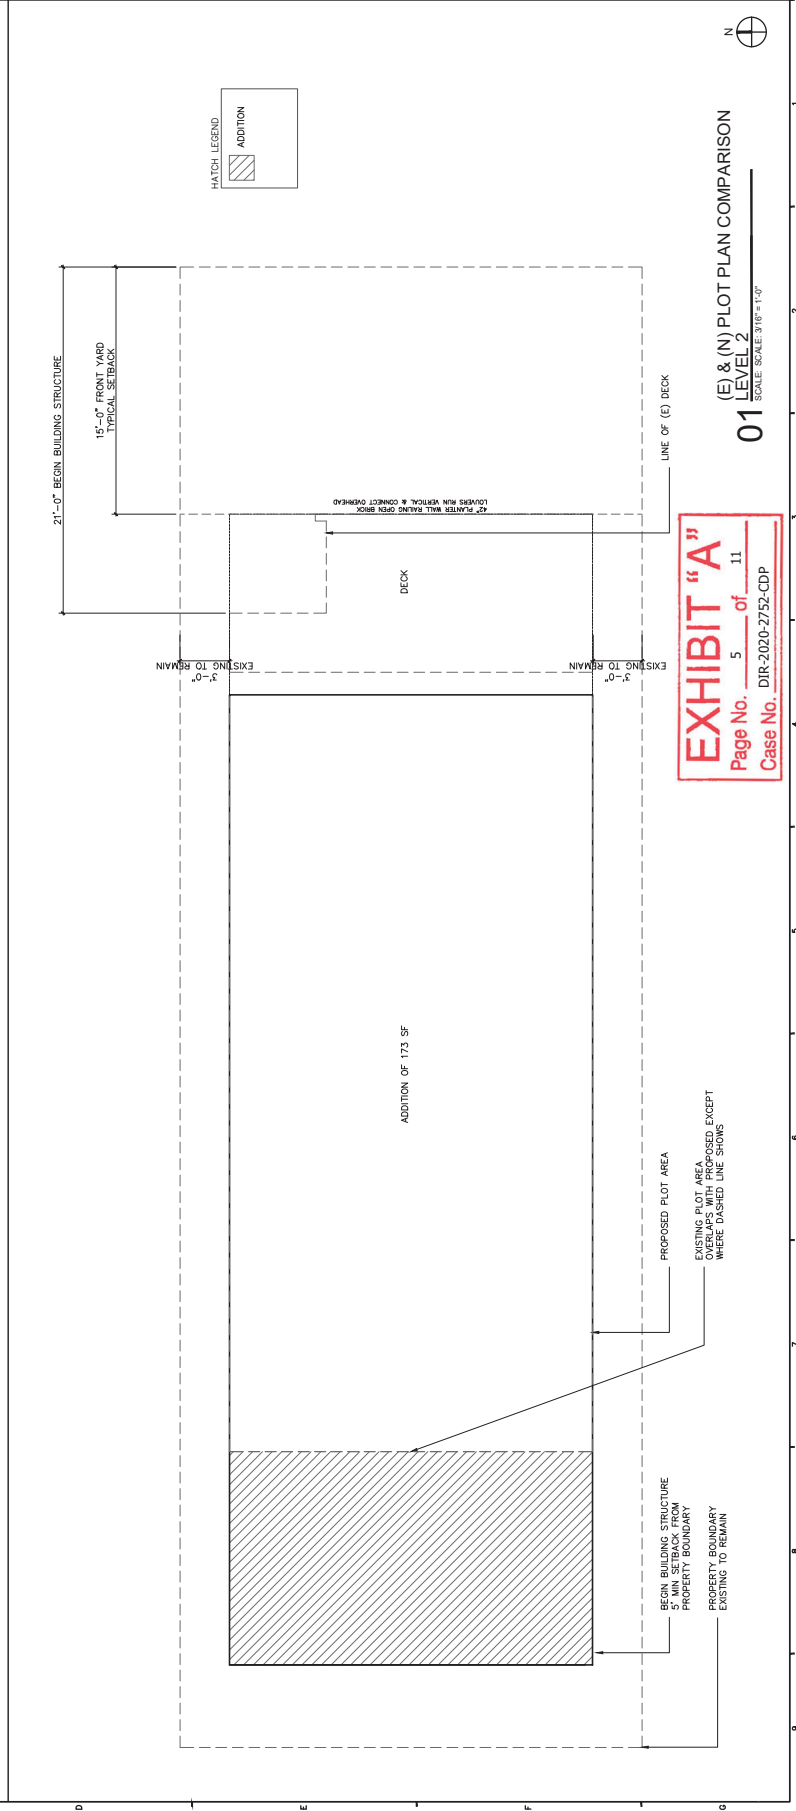 N
HATCH LEGEND
ADDITION
21'-0" BEGIN BUILDING STRUCTURE
15'-0" FRONT YARD
TYPICAL SETBACK
42" PLANTER WALL RAILING OPEN BRICK
LOUVERS RUN VERTICAL & CONNECT OVERHEAD
LINE OF (E) DECK
DECK
3'-0"
EXISTING TO REMAIN
3'-0"
EXISTING TO REMAIN
ADDITION OF 173 SF
PROPOSED PLOT AREA
EXISTING PLOT AREA
OVERLAPS WITH PROPOSED EXCEPT
WHERE DASHED LINE SHOWS
BEGIN BUILDING STRUCTURE
5' MIN SETBACK FROM
PROPERTY BOUNDARY
PROPERTY BOUNDARY
EXISTING TO REMAIN
01
(E) & (N) PLOT PLAN COMPARISON
LEVEL 2
SCALE: SCALE: 3/16" = 1'-0"
EXHIBIT "A"
Page No. 5 of 11
Case No. DIR-2020-2752-CDP
1
2
3
4
5
6
7
8
9
D
E
F
G